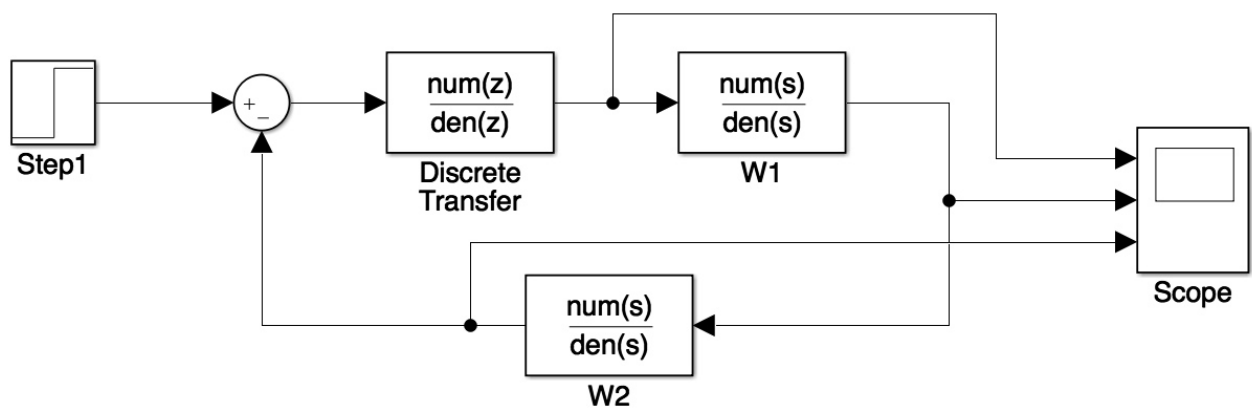 Step1
+
−
num(z)
den(z)
Discrete
Transfer
num(s)
den(s)
W1
Scope
num(s)
den(s)
W2